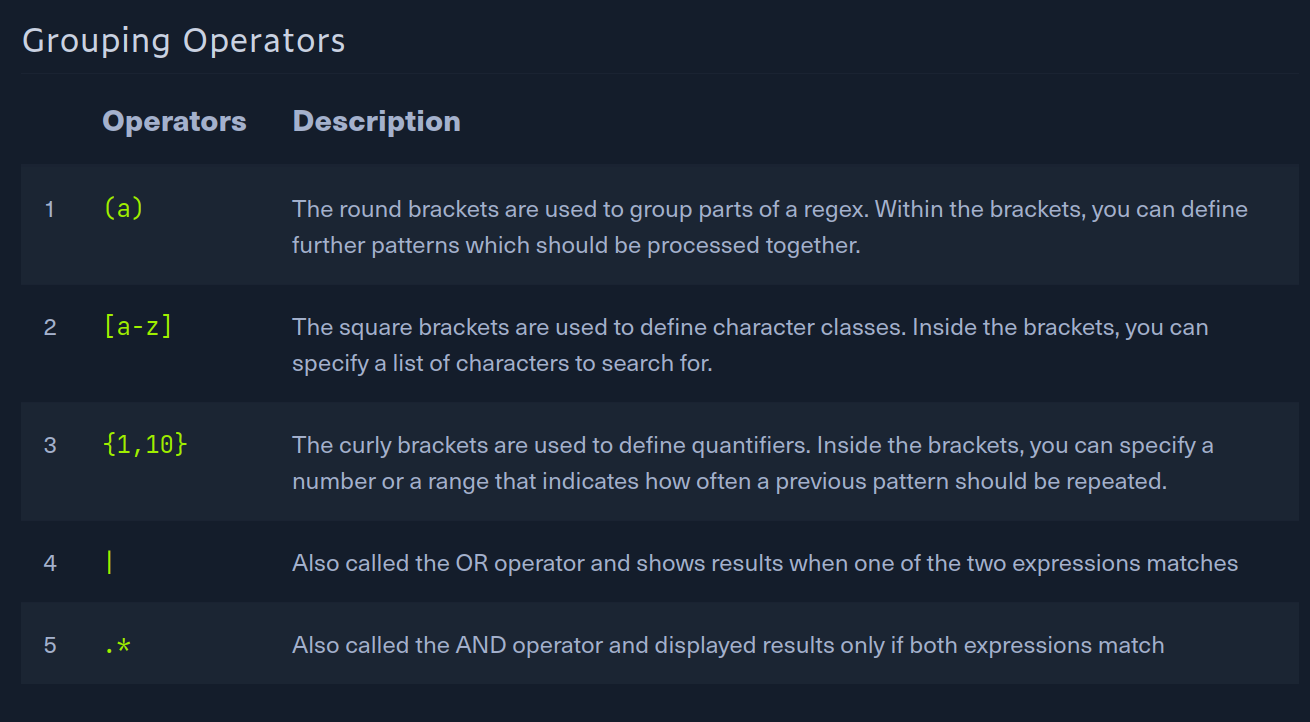 Grouping Operators
Operators Description
1 (a) The round brackets are used to group parts of a regex. Within the brackets, you can define
further patterns which should be processed together.
2 [a-z] The square brackets are used to define character classes. Inside the brackets, you can
specify a list of characters to search for.
3 {1,10} The curly brackets are used to define quantifiers. Inside the brackets, you can specify a
number or a range that indicates how often a previous pattern should be repeated.
4 | Also called the OR operator and shows results when one of the two expressions matches
5 .* Also called the AND operator and displayed results only if both expressions match